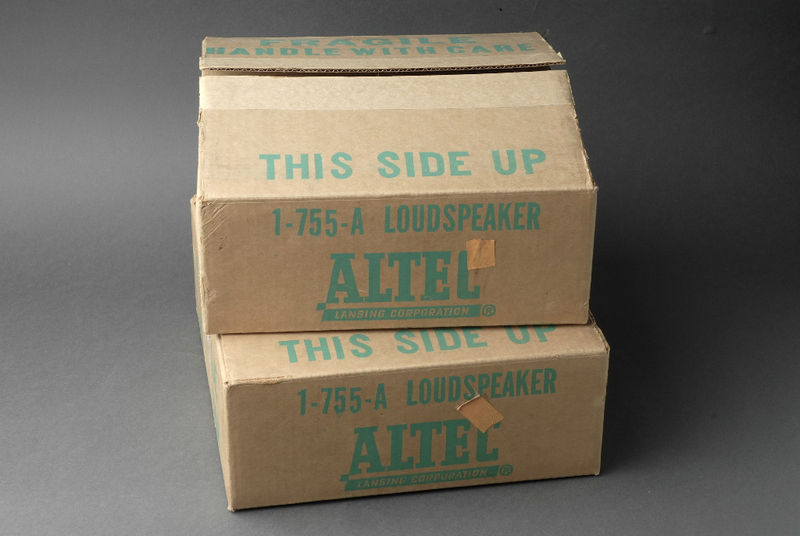 FRAGILE
HANDLE WITH CARE
THIS SIDE UP
1-755-A LOUDSPEAKER
ALTEC
LANSING CORPORATION ®
THIS SIDE UP
1-755-A LOUDSPEAKER
ALTEC
LANSING CORPORATION ®